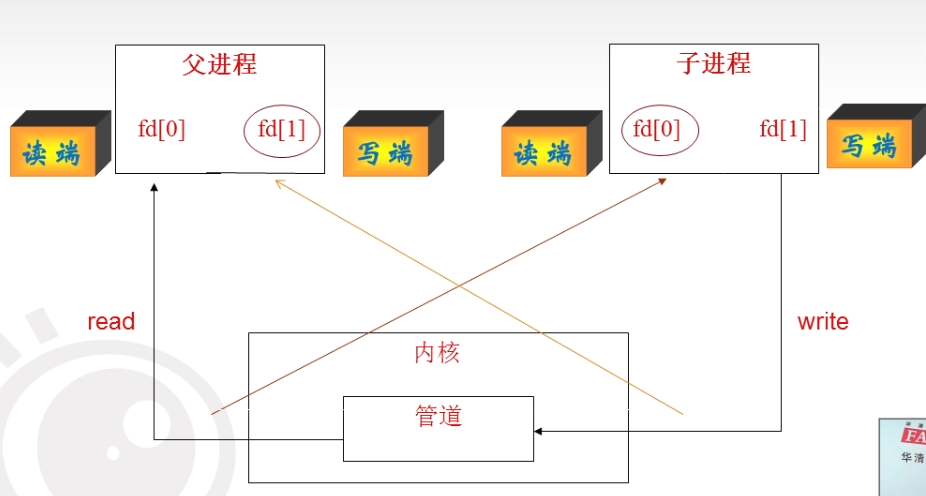 父进程
子进程
fd[0]
fd[1]
fd[0]
fd[1]
读端
写端
读端
写端
read
write
内核
管道
FA
华清